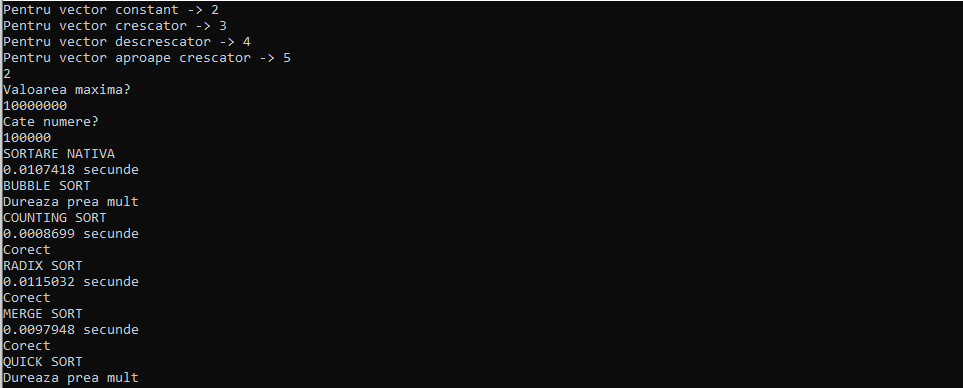 Pentru vector constant -> 2
Pentru vector crescator -> 3
Pentru vector descrescator -> 4
Pentru vector aproape crescator -> 5
2
Valoarea maxima?
10000000
Cate numere?
100000
SORTARE NATIVA
0.0107418 secunde
BUBBLE SORT
Dureaza prea mult
COUNTING SORT
0.0008699 secunde
Corect
RADIX SORT
0.0115032 secunde
Corect
MERGE SORT
0.0097948 secunde
Corect
QUICK SORT
Dureaza prea mult